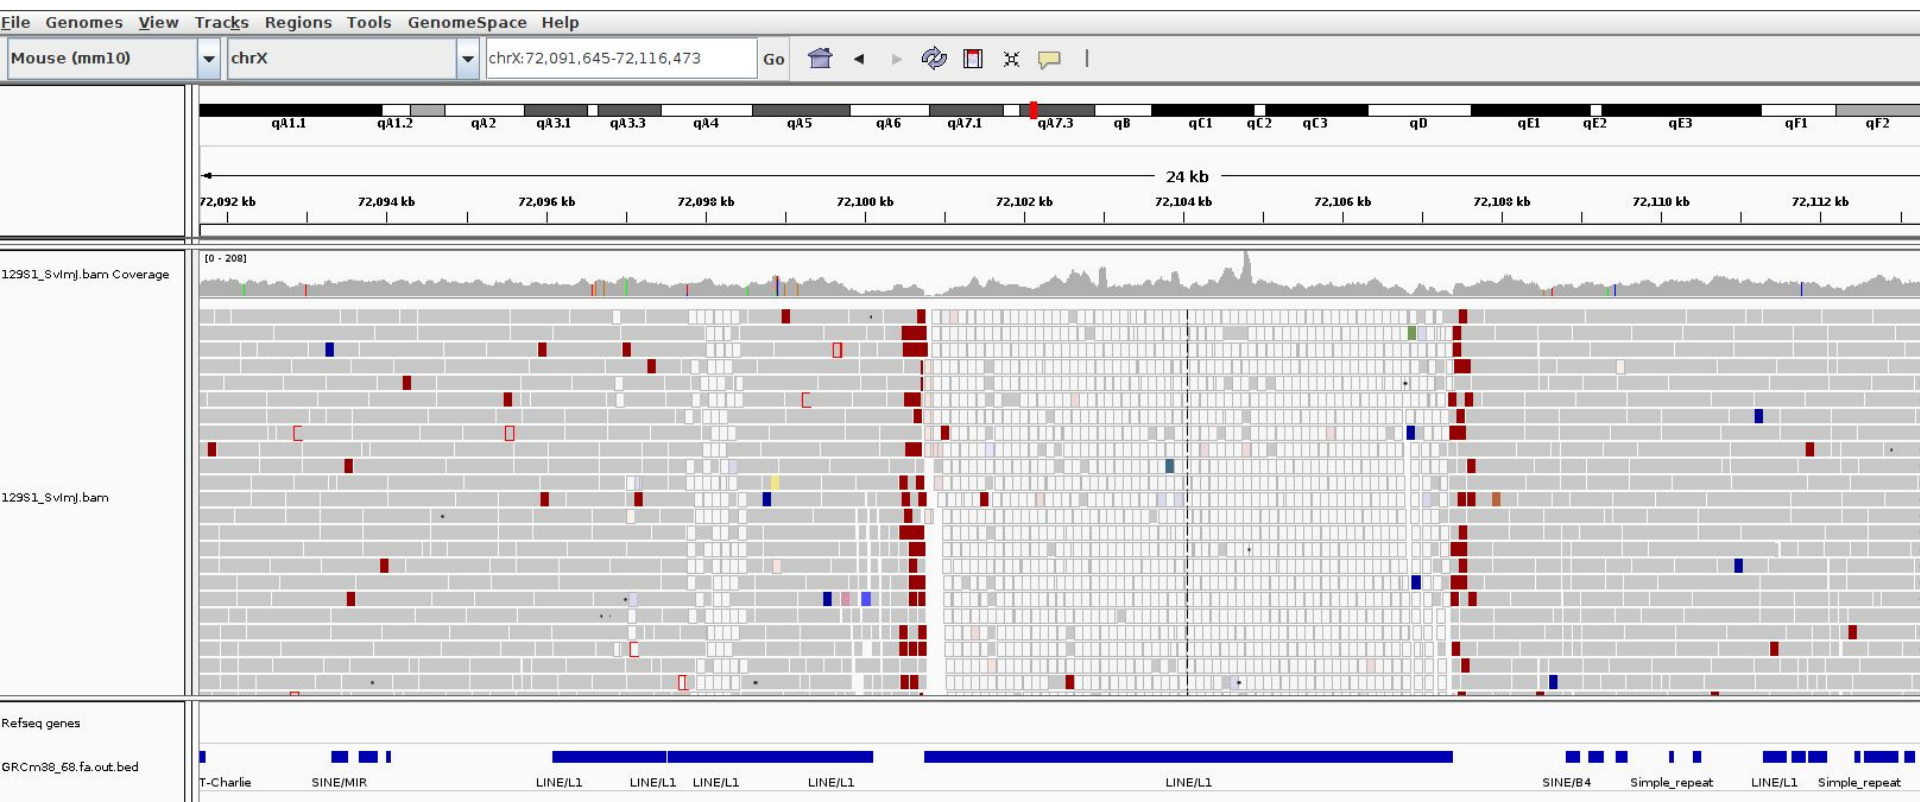 File Genomes View Tracks Regions Tools GenomeSpace Help
Mouse (mm10) chrX chrX:72,091,645-72,116,473 Go
qA1.1 qA1.2 qA2 qA3.1 qA3.3 qA4 qA5 qA6 qA7.1 qA7.3 qB qC1 qC2 qC3 qD qE1 qE2 qE3 qF1 qF2
24 kb
72,092 kb 72,094 kb 72,096 kb 72,098 kb 72,100 kb 72,102 kb 72,104 kb 72,106 kb 72,108 kb 72,110 kb 72,112 kb
[0 - 208]
129S1_SvImJ.bam Coverage
129S1_SvImJ.bam
Refseq genes
GRCm38_68.fa.out.bed
T-Charlie SINE/MIR LINE/L1 LINE/L1 LINE/L1 LINE/L1 LINE/L1 SINE/B4 Simple_repeat LINE/L1 Simple_repeat